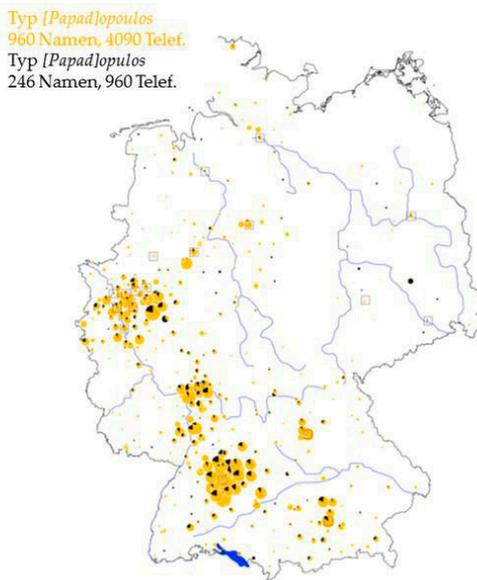 Typ [Papad]opoulos
960 Namen, 4090 Telef.
Typ [Papad]opulos
246 Namen, 960 Telef.